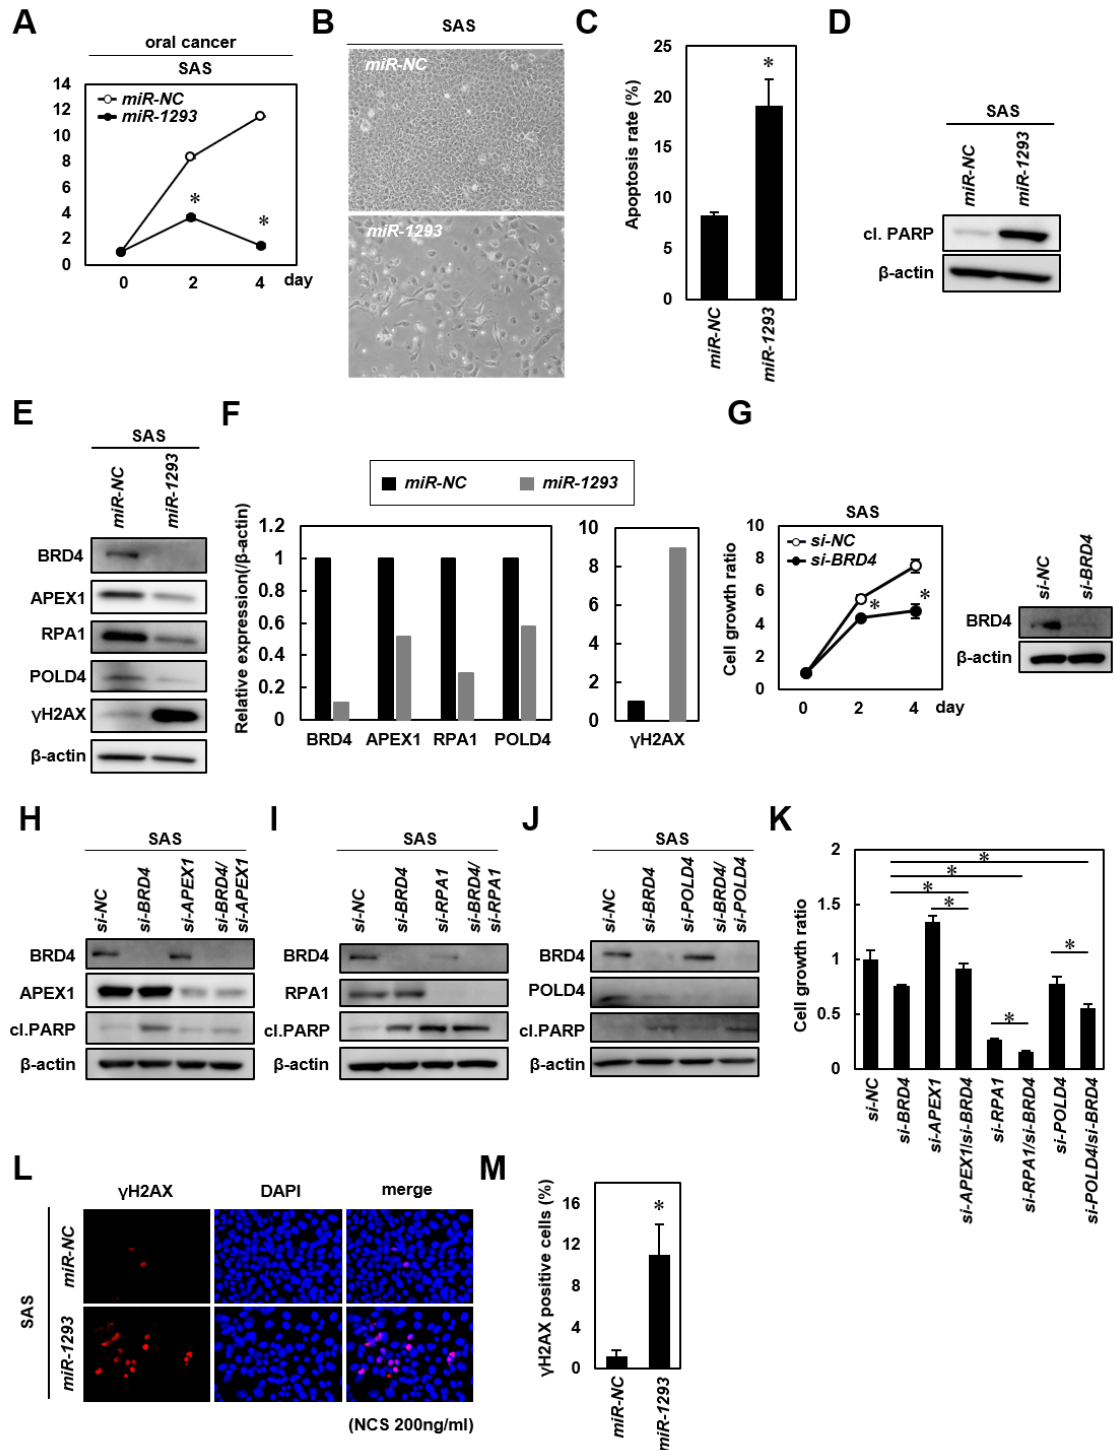 A
oral cancer
SAS
14
12
10
8
6
4
2
0
miR-NC
miR-1293
*
*
0 2 4 day
B
SAS
miR-NC
miR-1293
C
Apoptosis rate (%)
25
20
15
10
5
0
*
miR-NC
miR-1293
D
SAS
miR-NC
miR-1293
cl. PARP
β-actin
E
SAS
miR-NC
miR-1293
BRD4
APEX1
RPA1
POLD4
γH2AX
β-actin
F
miR-NC miR-1293
Relative expression(/β-actin)
1.2
1
0.8
0.6
0.4
0.2
0
BRD4 APEX1 RPA1 POLD4
10
8
6
4
2
0
γH2AX
G
SAS
Cell growth ratio
10
8
6
4
2
0
si-NC
si-BRD4
*
*
0 2 4 day
si-NC
si-BRD4
BRD4
β-actin
H
SAS
si-NC
si-BRD4
si-APEX1
si-BRD4/
si-APEX1
BRD4
APEX1
cl.PARP
β-actin
I
SAS
si-NC
si-BRD4
si-RPA1
si-BRD4/
si-RPA1
BRD4
RPA1
cl.PARP
β-actin
J
SAS
si-NC
si-BRD4
si-POLD4
si-BRD4/
si-POLD4
BRD4
POLD4
cl.PARP
β-actin
K
Cell growth ratio
2
1.5
1
0.5
0
*
*
*
*
*
*
si-NC
si-BRD4
si-APEX1
si-APEX1/si-BRD4
si-RPA1
si-RPA1/si-BRD4
si-POLD4
si-POLD4/si-BRD4
L
γH2AX DAPI merge
SAS
miR-NC
miR-1293
(NCS 200ng/ml)
M
γH2AX positive cells (%)
16
12
8
4
0
*
miR-NC
miR-1293